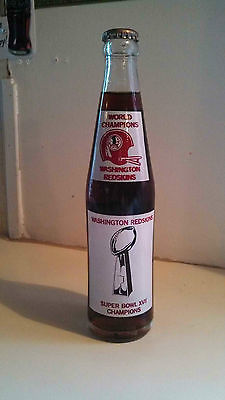 WORLD
CHAMPIONS
WASHINGTON
REDSKINS
WASHINGTON REDSKINS
SUPER BOWL XVII
CHAMPIONS